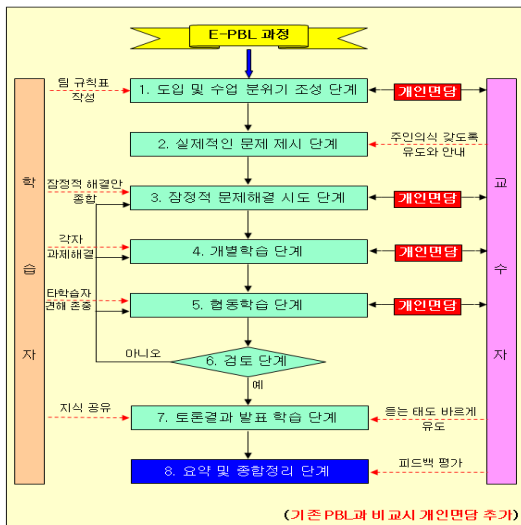 E-PBL 과정
팀 규칙표
작성
1. 도입 및 수업 분위기 조성 단계
개인면담
2. 실제적인 문제 제시 단계
주인의식 갖도록
유도와 안내
학습자
교수자
잠정적 해결안
종합
3. 잠정적 문제해결 시도 단계
개인면담
각자
과제해결
4. 개별학습 단계
개인면담
타학습자
견해 존중
5. 협동학습 단계
개인면담
아니오
6. 검토 단계
예
지식 공유
7. 토론결과 발표 학습 단계
듣는 태도 바르게
유도
8. 요약 및 종합정리 단계
피드백 평가
(기존 PBL과 비교시 개인면담 추가)